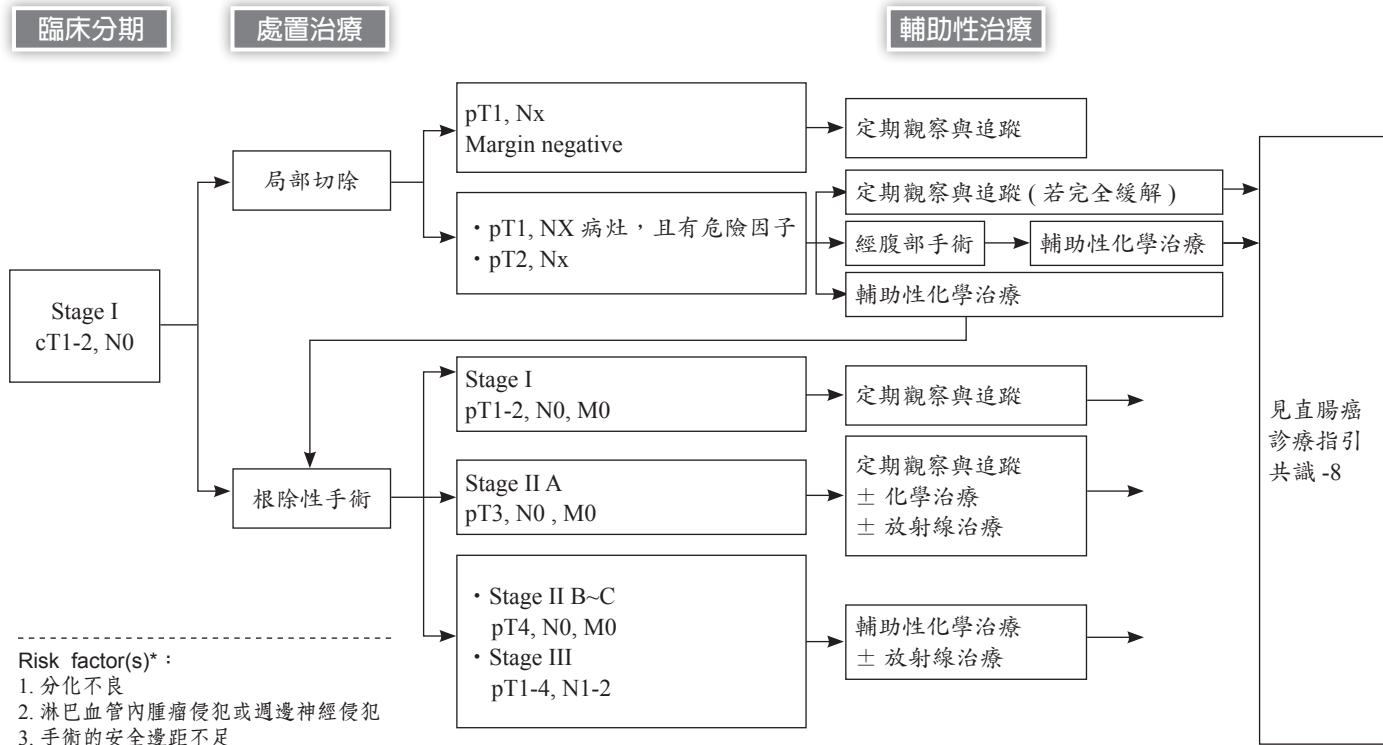 臨床分期
處置治療
輔助性治療
pT1, Nx
Margin negative
定期觀察與追蹤
局部切除
・pT1, NX 病灶，且有危險因子
・pT2, Nx
定期觀察與追蹤 ( 若完全緩解 )
經腹部手術
輔助性化學治療
輔助性化學治療
Stage I
cT1-2, N0
Stage I
pT1-2, N0, M0
定期觀察與追蹤
根除性手術
Stage II A
pT3, N0 , M0
定期觀察與追蹤
± 化學治療
± 放射線治療
・Stage II B~C
pT4, N0, M0
・Stage III
pT1-4, N1-2
輔助性化學治療
± 放射線治療
見直腸癌
診療指引
共識 -8
Risk factor(s)*：
1. 分化不良
2. 淋巴血管內腫瘤侵犯或週邊神經侵犯
3. 手術的安全邊距不足